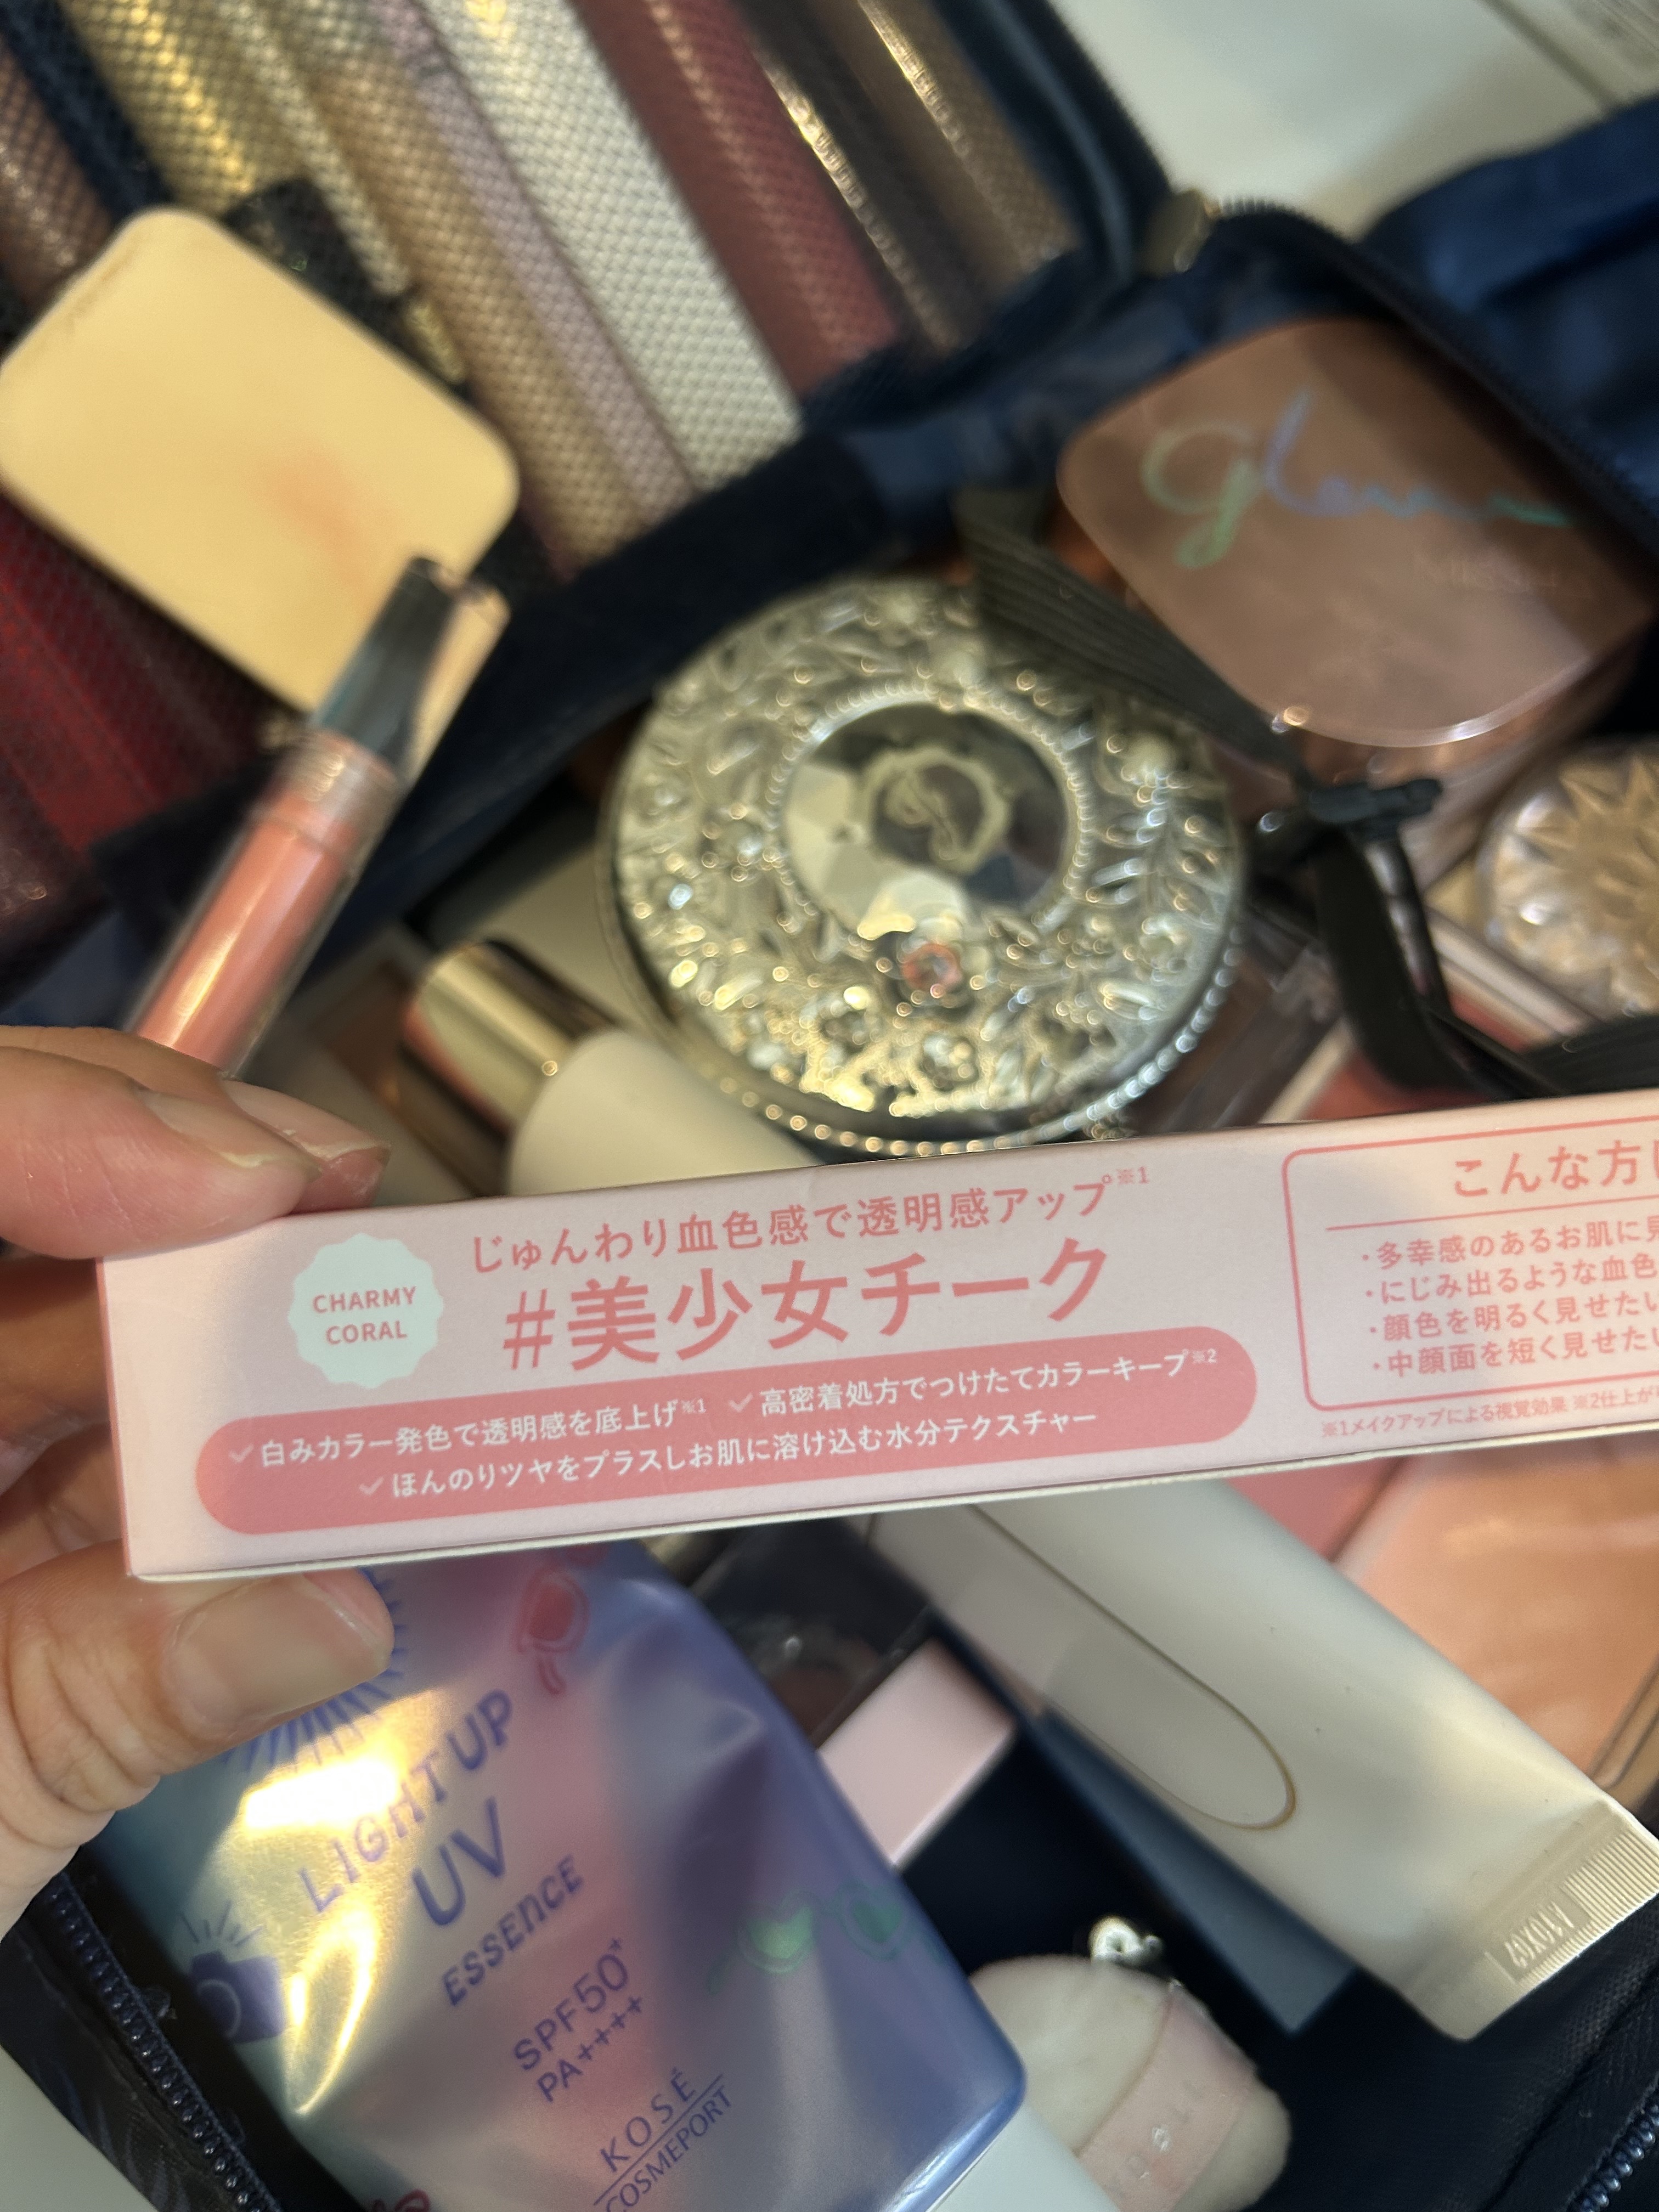 じゅんわり血色感で透明感アップ※1
CHARMY
CORAL
#美少女チーク
✓白みカラー発色で透明感を底上げ※1 ✓高密着処方でつけたてカラーキープ※2
✓ほんのりツヤをプラスしお肌に溶け込む水分テクスチャー
こんな方に
・多幸感のあるお肌に見
・にじみ出るような血色
・顔色を明るく見せたい
・中顔面を短く見せたい
※1メイクアップによる視覚効果 ※2仕上がり
LIGHT UP
UV
ESSENCE
SPF50+
PA++++
KOSÉ
COSMEPORT